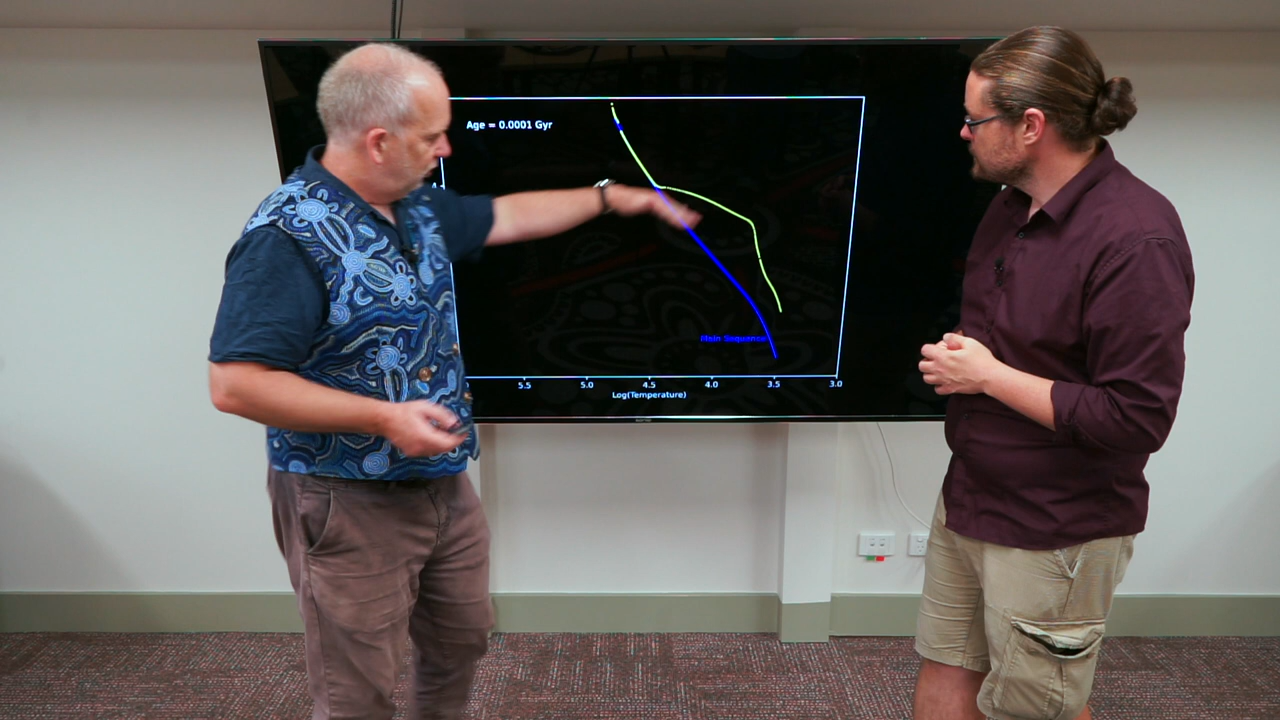 Age = 0.0001 Gyr
4
Main Sequence
5.5 5.0 4.5 4.0 3.5 3.0
Log(Temperature)